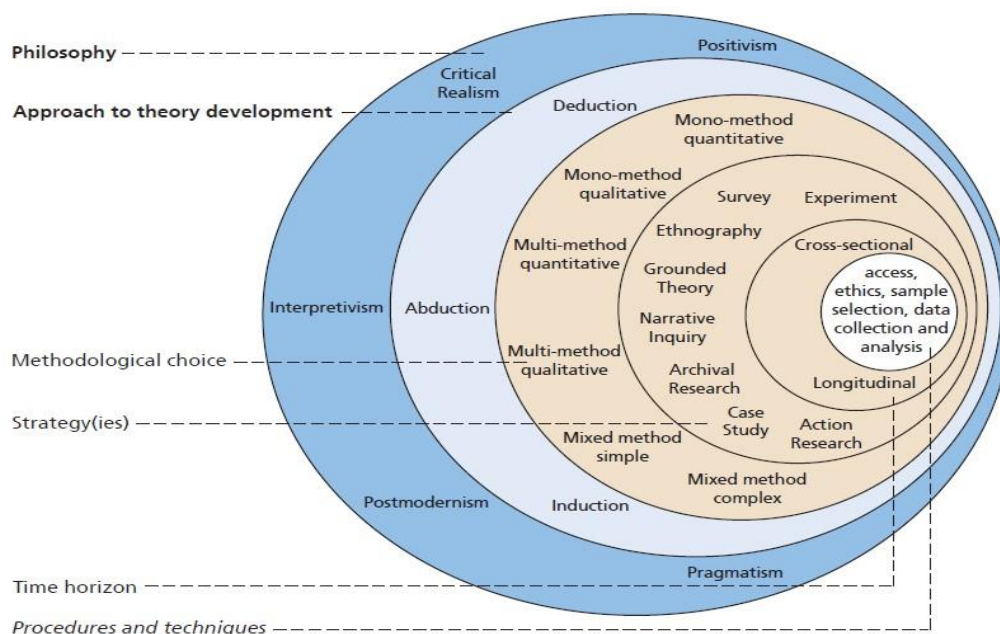 Philosophy
Approach to theory development
Methodological choice
Strategy(ies)
Time horizon
Procedures and techniques
Positivism
Critical
Realism
Interpretivism
Postmodernism
Pragmatism
Deduction
Abduction
Induction
Mono-method
quantitative
Mono-method
qualitative
Multi-method
quantitative
Multi-method
qualitative
Mixed method
simple
Mixed method
complex
Survey
Experiment
Ethnography
Grounded
Theory
Narrative
Inquiry
Archival
Research
Case
Study
Action
Research
Cross-sectional
Longitudinal
access,
ethics, sample
selection, data
collection and
analysis